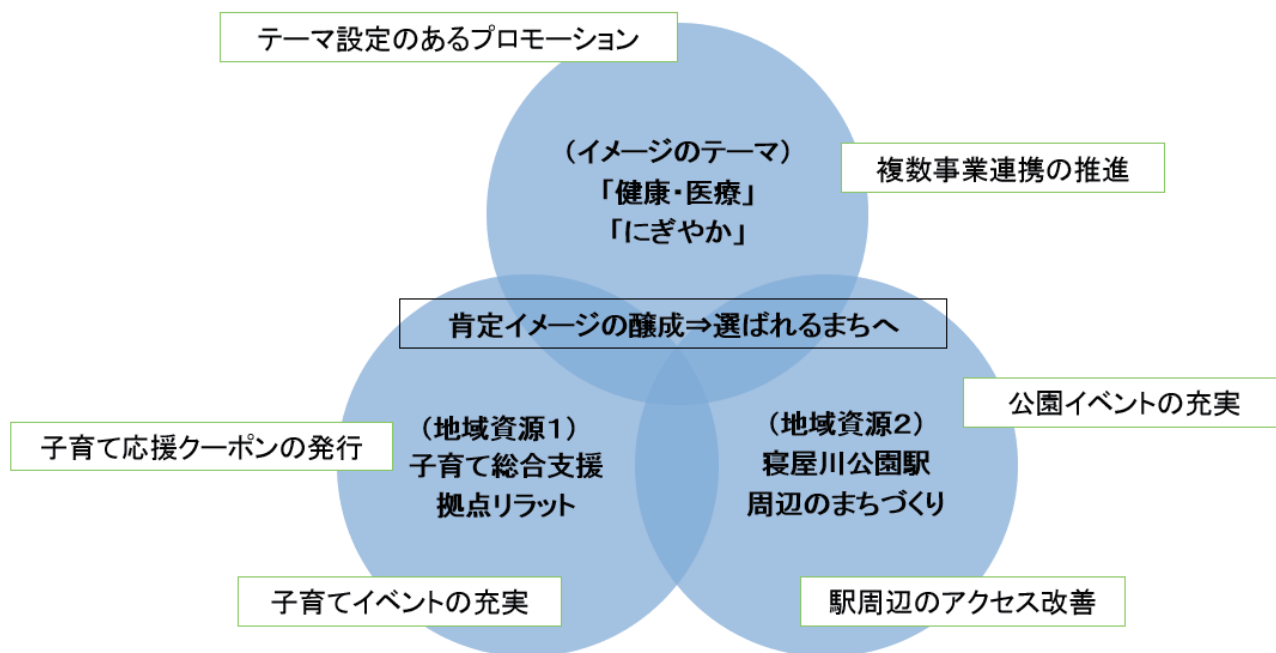 テーマ設定のあるプロモーション
(イメージのテーマ)
「健康・医療」
「にぎやか」
複数事業連携の推進
肯定イメージの醸成⇒選ばれるまちへ
公園イベントの充実
子育て応援クーポンの発行
(地域資源1)
子育て総合支援
拠点リラット
(地域資源2)
寝屋川公園駅
周辺のまちづくり
子育てイベントの充実
駅周辺のアクセス改善